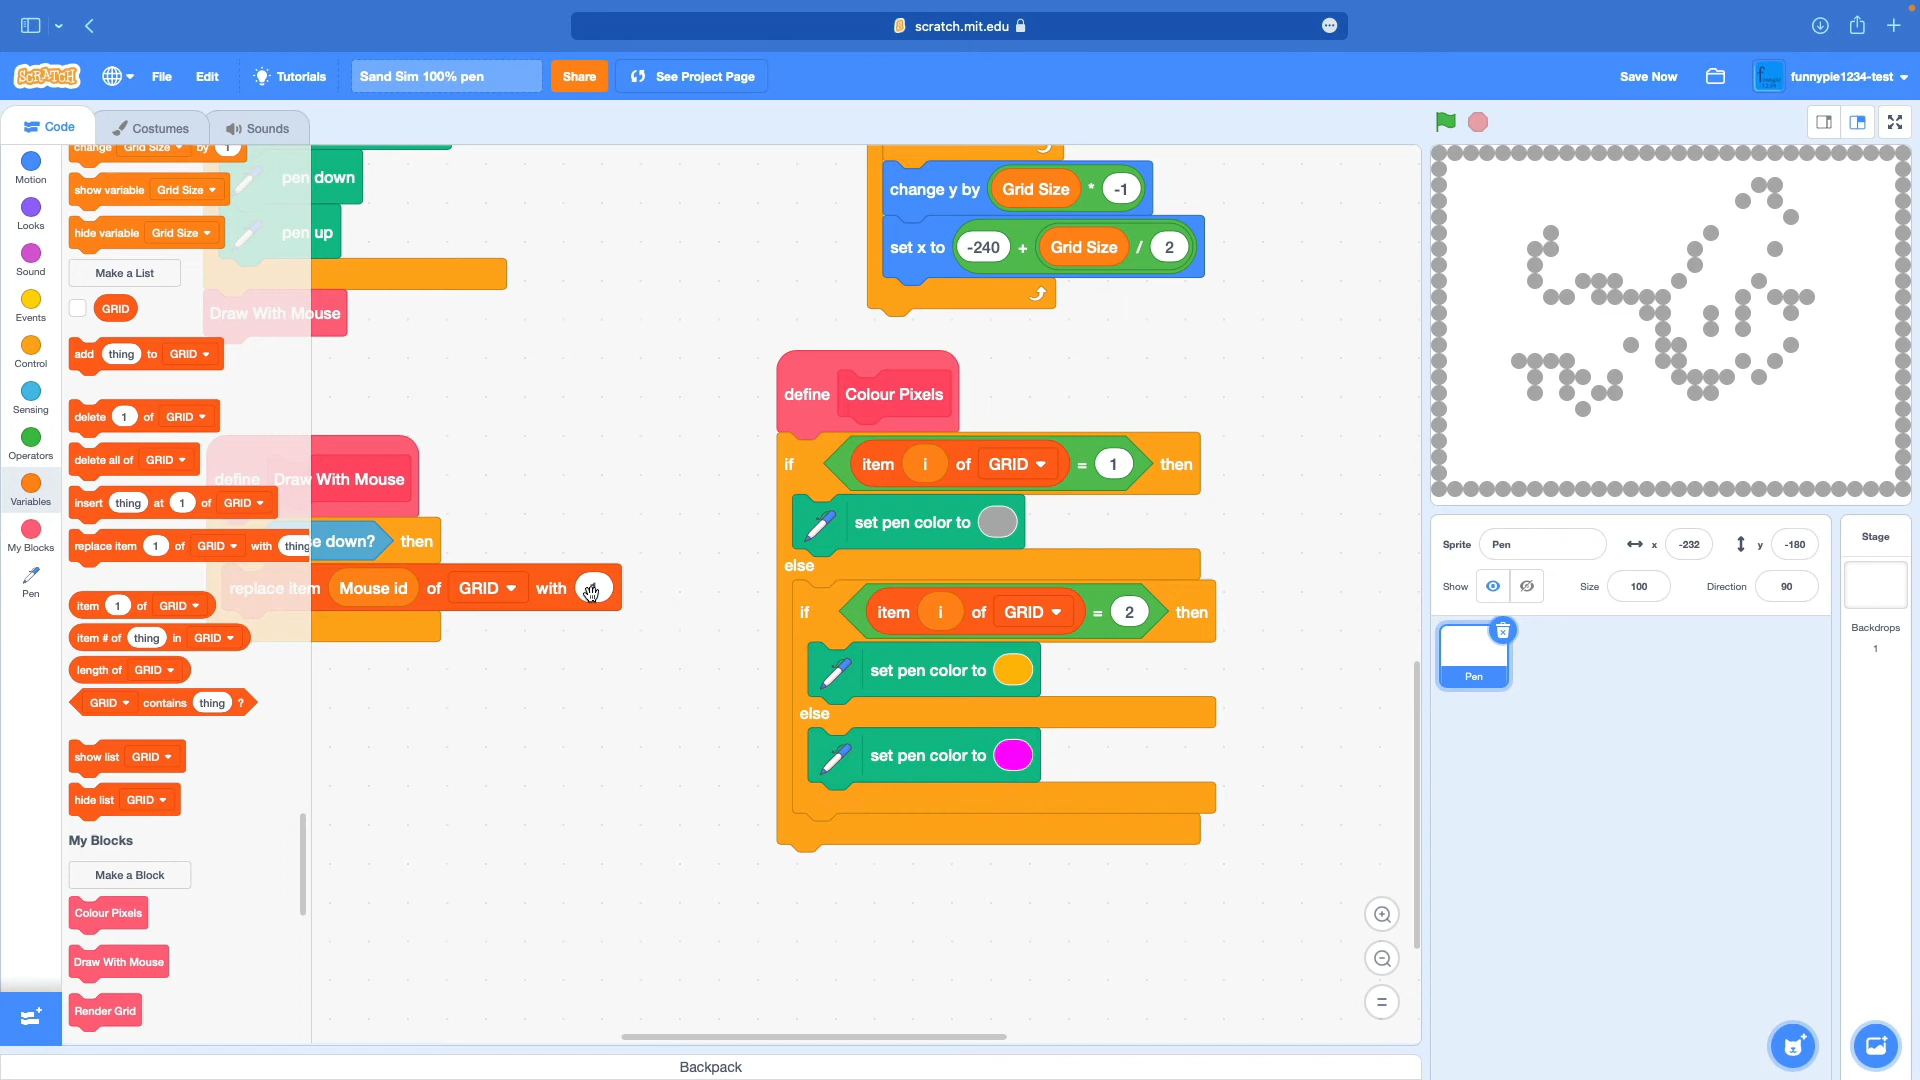 scratch.mit.edu
SCRATCH
File
Edit
Tutorials
Sand Sim 100% pen
Share
See Project Page
Save Now
funnypie1234-test
Code
Costumes
Sounds
Motion
Looks
Sound
Events
Control
Sensing
Operators
Variables
My Blocks
Pen
change Grid Size by 1
show variable Grid Size
hide variable Grid Size
Make a List
GRID
add thing to GRID
delete 1 of GRID
delete all of GRID
insert thing at 1 of GRID
replace item 1 of GRID with thing
item 1 of GRID
item # of thing in GRID
length of GRID
GRID contains thing ?
show list GRID
hide list GRID
My Blocks
Make a Block
Colour Pixels
Draw With Mouse
Render Grid
pen down
pen up
Draw With Mouse
define Draw With Mouse
e down? then
replace item Mouse id of GRID with
change y by Grid Size * -1
set x to -240 + Grid Size / 2
define Colour Pixels
if item i of GRID = 1 then
set pen color to
else
if item i of GRID = 2 then
set pen color to
else
set pen color to
Backpack
Sprite Pen x -232 y -180
Show Size 100 Direction 90
Pen
Stage
Backdrops
1